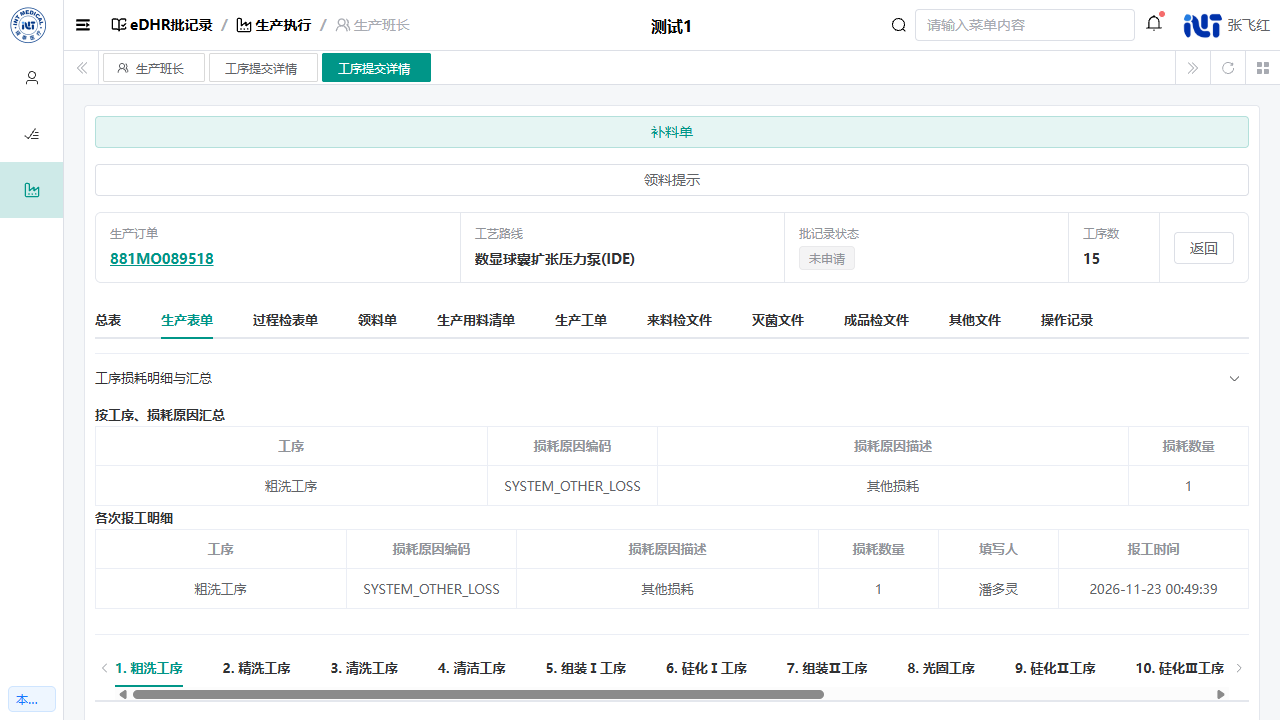 eDHR批记录 / 生产执行 / 生产班长
测试1
请输入菜单内容
张飞红
生产班长
工序提交详情
工序提交详情
补料单
领料提示
生产订单
881MO089518
工艺路线
数显球囊扩张压力泵(IDE)
批记录状态
未申请
工序数
15
返回
总表
生产表单
过程检表单
领料单
生产用料清单
生产工单
来料检文件
灭菌文件
成品检文件
其他文件
操作记录
工序损耗明细与汇总
按工序、损耗原因汇总
工序 损耗原因编码 损耗原因描述 损耗数量
粗洗工序 SYSTEM_OTHER_LOSS 其他损耗 1
各次报工明细
工序 损耗原因编码 损耗原因描述 损耗数量 填写人 报工时间
粗洗工序 SYSTEM_OTHER_LOSS 其他损耗 1 潘多灵 2026-11-23 00:49:39
1. 粗洗工序
2. 精洗工序
3. 清洗工序
4. 清洁工序
5. 组装Ⅰ工序
6. 硅化Ⅰ工序
7. 组装Ⅱ工序
8. 光固工序
9. 硅化Ⅱ工序
10. 硅化Ⅲ工序
本...